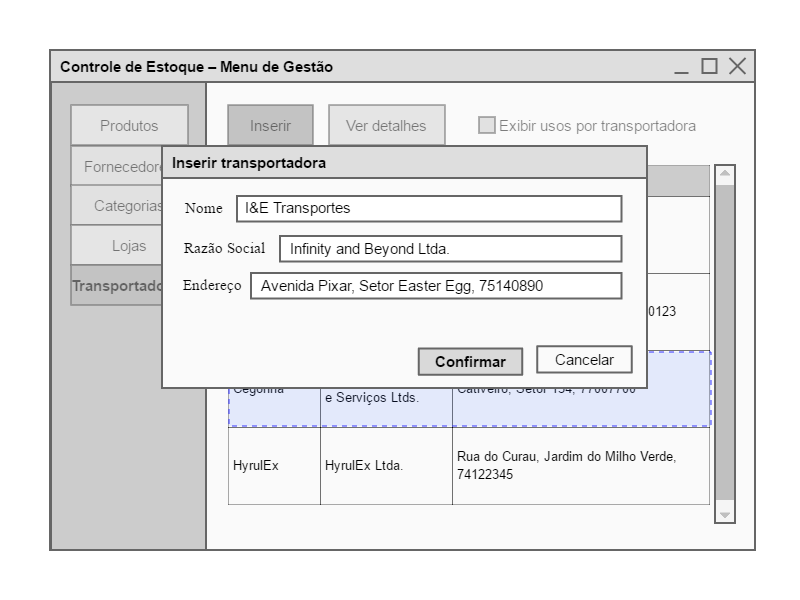 Controle de Estoque – Menu de Gestão
Produtos
Inserir
Ver detalhes
Exibir usos por transportadora
Fornecedore
Categorias
Lojas
Transportado
Inserir transportadora
Nome
I&E Transportes
Razão Social
Infinity and Beyond Ltda.
Endereço
Avenida Pixar, Setor Easter Egg, 75140890
Confirmar
Cancelar
0123
Cegonha
e Serviços Ltds.
Cativeiro, Setor 154, 77007700
HyrulEx
HyrulEx Ltda.
Rua do Curau, Jardim do Milho Verde,
74122345